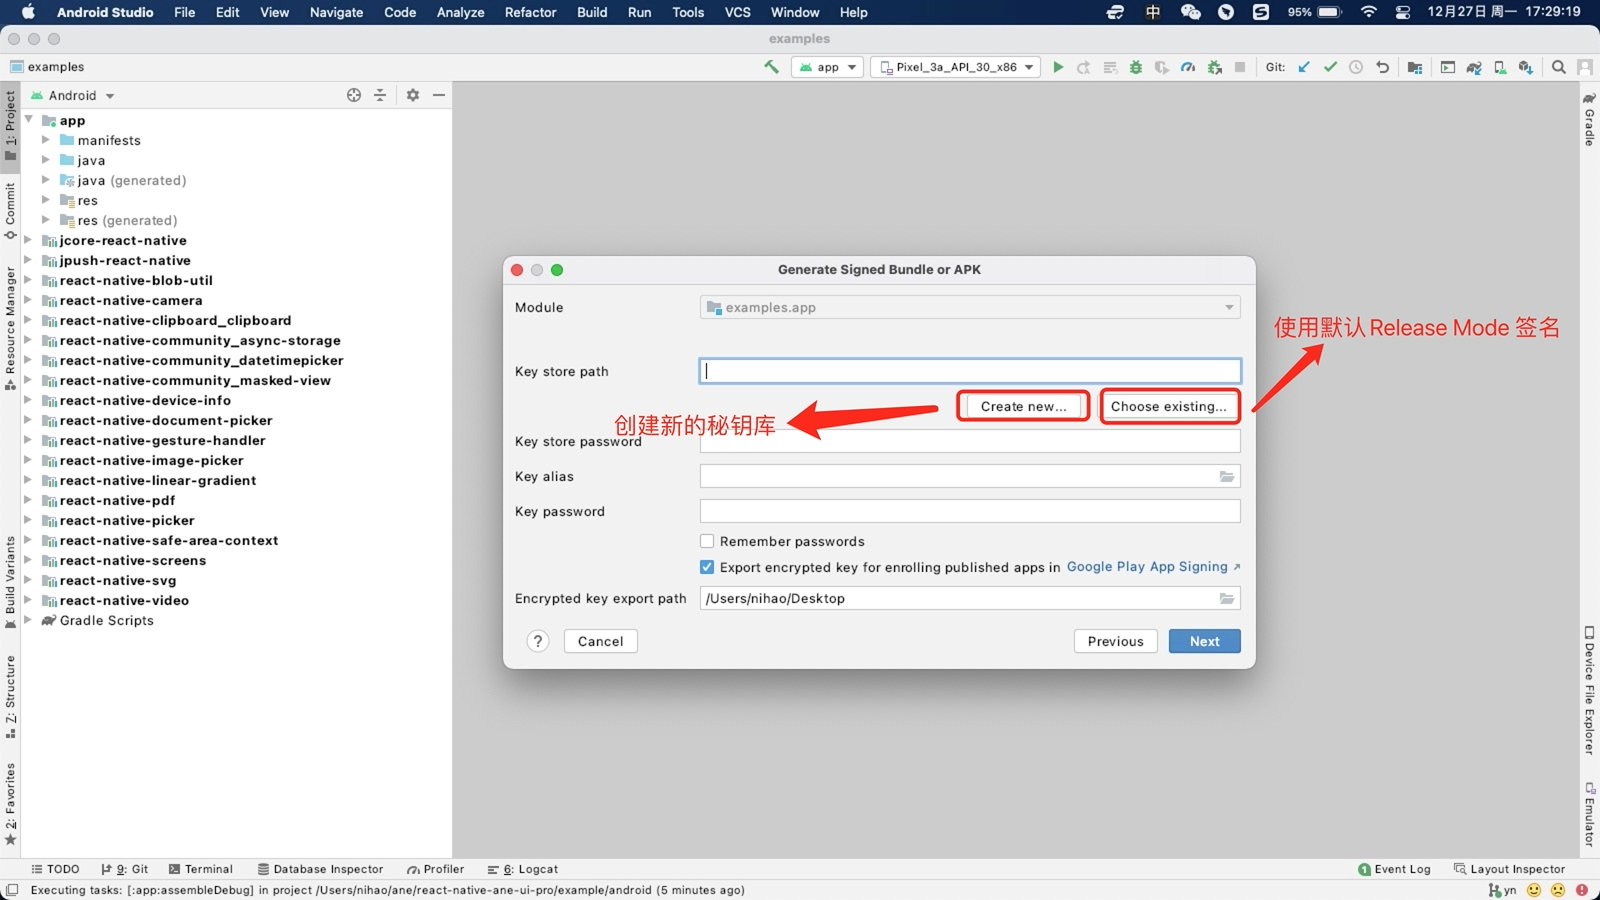 Android Studio File Edit View Navigate Code Analyze Refactor Build Run Tools VCS Window Help 中 S 95% 12月27日 周一 17:29:19
examples
examples app Pixel_3a_API_30_x86 Git:
Android
1: Project
Commit
Resource Manager
Build Variants
Z: Structure
2: Favorites
app
manifests
java
java (generated)
res
res (generated)
jcore-react-native
jpush-react-native
react-native-blob-util
react-native-camera
react-native-clipboard_clipboard
react-native-community_async-storage
react-native-community_datetimepicker
react-native-community_masked-view
react-native-device-info
react-native-document-picker
react-native-gesture-handler
react-native-image-picker
react-native-linear-gradient
react-native-pdf
react-native-picker
react-native-safe-area-context
react-native-screens
react-native-svg
react-native-video
Gradle Scripts
Generate Signed Bundle or APK
Module examples.app
使用默认Release Mode 签名
Key store path
Create new... Choose existing...
创建新的秘钥库
Key store password
Key alias
Key password
Remember passwords
Export encrypted key for enrolling published apps in Google Play App Signing ↗
Encrypted key export path /Users/nihao/Desktop
? Cancel Previous Next
Gradle
Device File Explorer
Emulator
TODO 9: Git Terminal Database Inspector Profiler 6: Logcat 1 Event Log Layout Inspector
Executing tasks: [:app:assembleDebug] in project /Users/nihao/ane/react-native-ane-ui-pro/example/android (5 minutes ago) yn